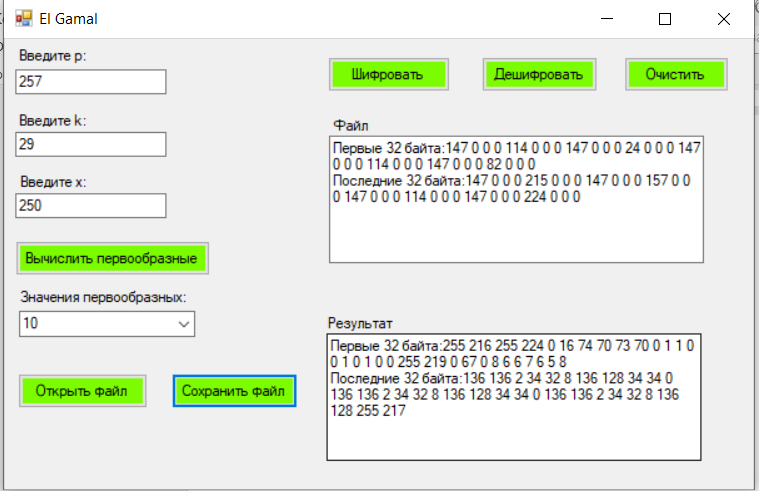 El Gamal
Введите p:
257
Введите k:
29
Введите x:
250
Вычислить первообразные
Значения первообразных:
10
Открыть файл
Сохранить файл
Шифровать
Дешифровать
Очистить
Файл
Первые 32 байта:147 0 0 0 114 0 0 0 147 0 0 0 24 0 0 0 147
0 0 0 114 0 0 0 147 0 0 0 82 0 0 0
Последние 32 байта:147 0 0 0 215 0 0 0 147 0 0 0 157 0 0
0 147 0 0 0 114 0 0 0 147 0 0 0 224 0 0 0
Результат
Первые 32 байта:255 216 255 224 0 16 74 70 73 70 0 1 1 0
0 1 0 1 0 0 255 219 0 67 0 8 6 6 7 6 5 8
Последние 32 байта:136 136 2 34 32 8 136 128 34 34 0
136 136 2 34 32 8 136 128 34 34 0 136 136 2 34 32 8 136
128 255 217